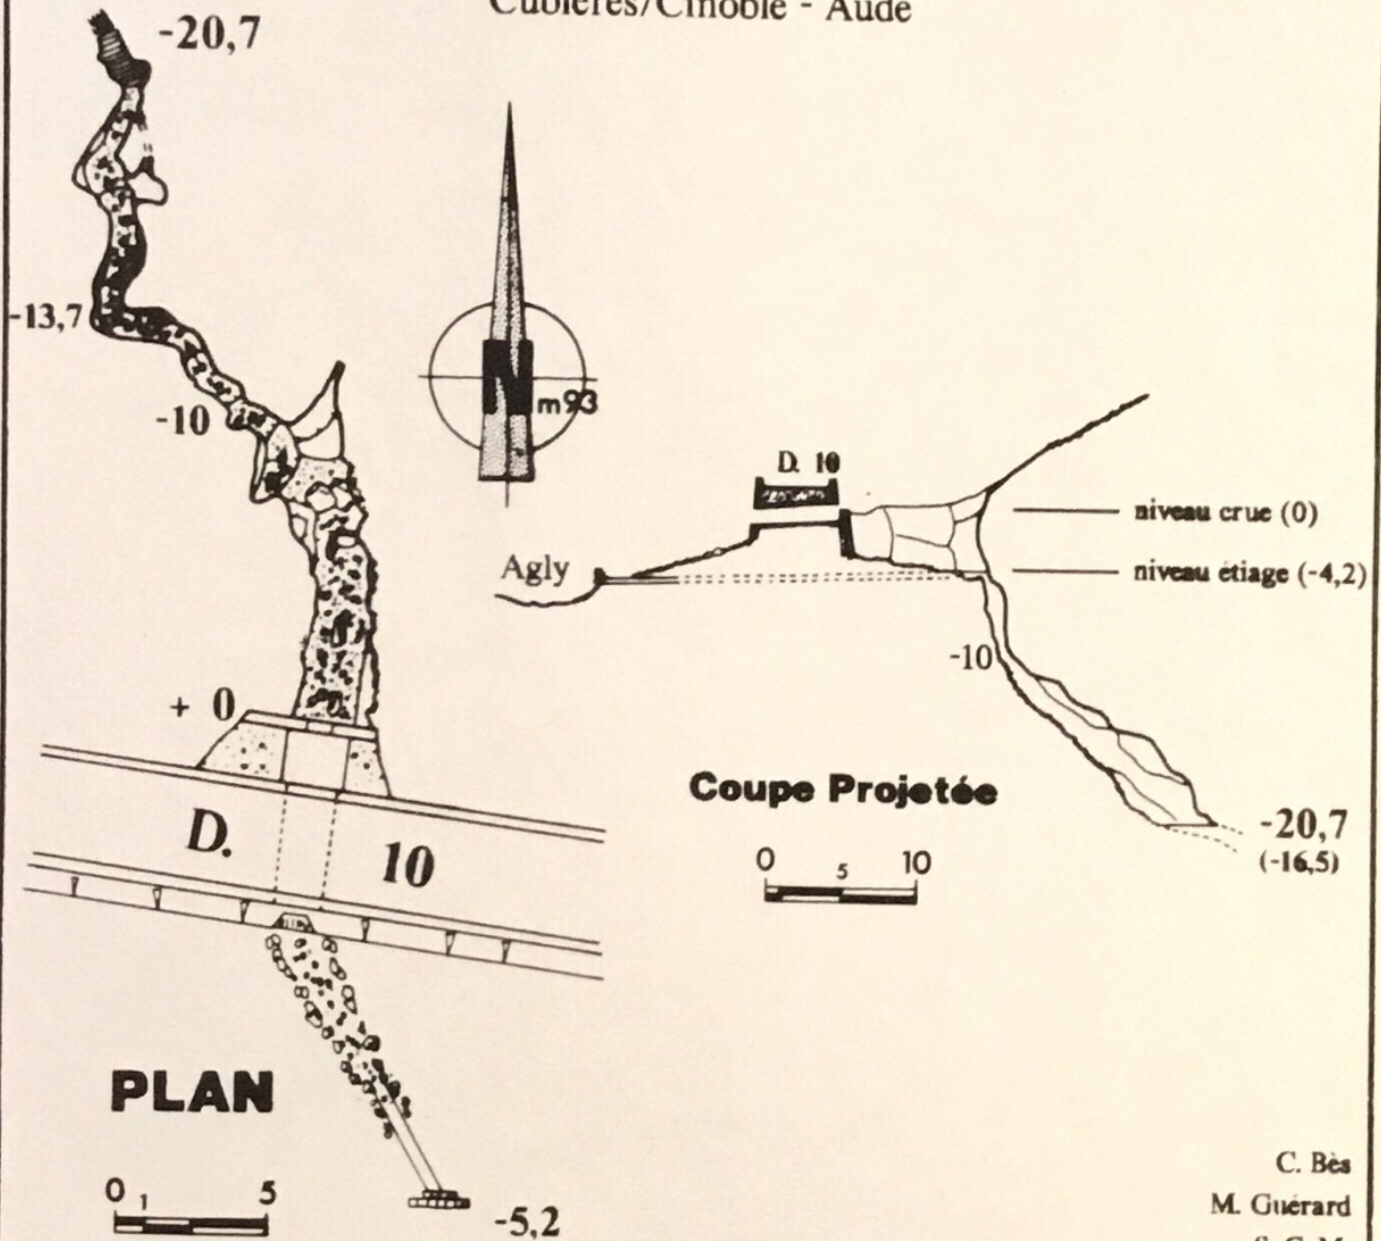 Cubières/Cinoble - Aude
-20,7
-13,7
-10
N
m93
D. 10
niveau crue (0)
Agly
niveau étiage (-4,2)
-10
+ 0
Coupe Projetée
0 5 10
-20,7
(-16,5)
D. 10
PLAN
0 1 5
-5,2
C. Bès
M. Guérard